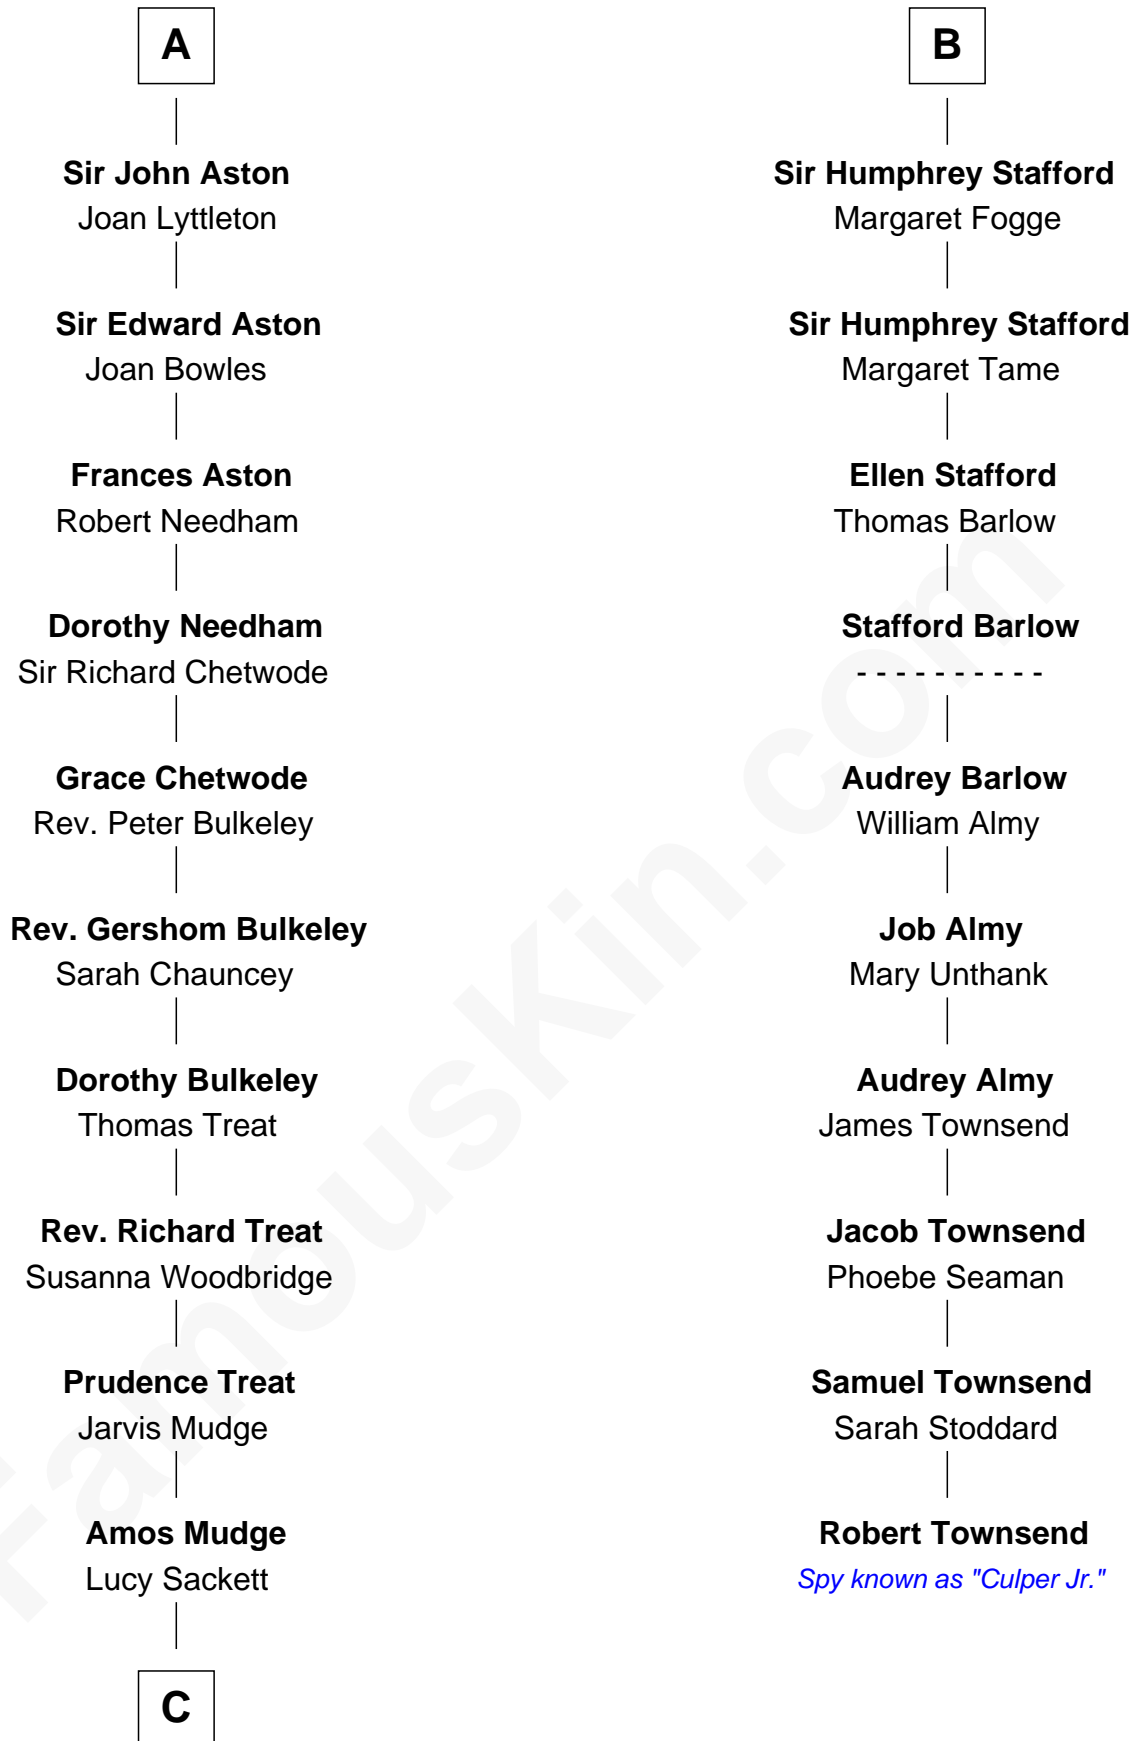 A
Sir John Aston
Joan Lyttleton
Sir Edward Aston
Joan Bowles
Frances Aston
Robert Needham
Dorothy Needham
Sir Richard Chetwode
Grace Chetwode
Rev. Peter Bulkeley
Rev. Gershom Bulkeley
Sarah Chauncey
Dorothy Bulkeley
Thomas Treat
Rev. Richard Treat
Susanna Woodbridge
Prudence Treat
Jarvis Mudge
Amos Mudge
Lucy Sackett
C
B
Sir Humphrey Stafford
Margaret Fogge
Sir Humphrey Stafford
Margaret Tame
Ellen Stafford
Thomas Barlow
Stafford Barlow
- - - - - - - - - -
Audrey Barlow
William Almy
Job Almy
Mary Unthank
Audrey Almy
James Townsend
Jacob Townsend
Phoebe Seaman
Samuel Townsend
Sarah Stoddard
Robert Townsend
Spy known as "Culper Jr."
FamousKin.com